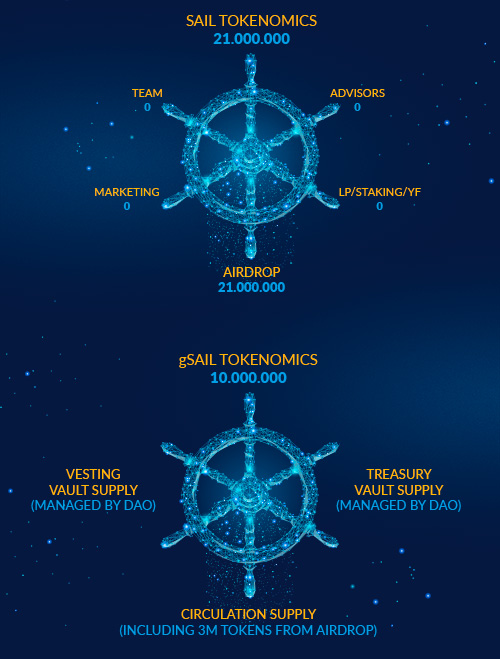 SAIL TOKENOMICS
21.000.000
TEAM
0
ADVISORS
0
MARKETING
0
LP/STAKING/YF
0
AIRDROP
21.000.000
gSAIL TOKENOMICS
10.000.000
VESTING
VAULT SUPPLY
(MANAGED BY DAO)
TREASURY
VAULT SUPPLY
(MANAGED BY DAO)
CIRCULATION SUPPLY
(INCLUDING 3M TOKENS FROM AIRDROP)